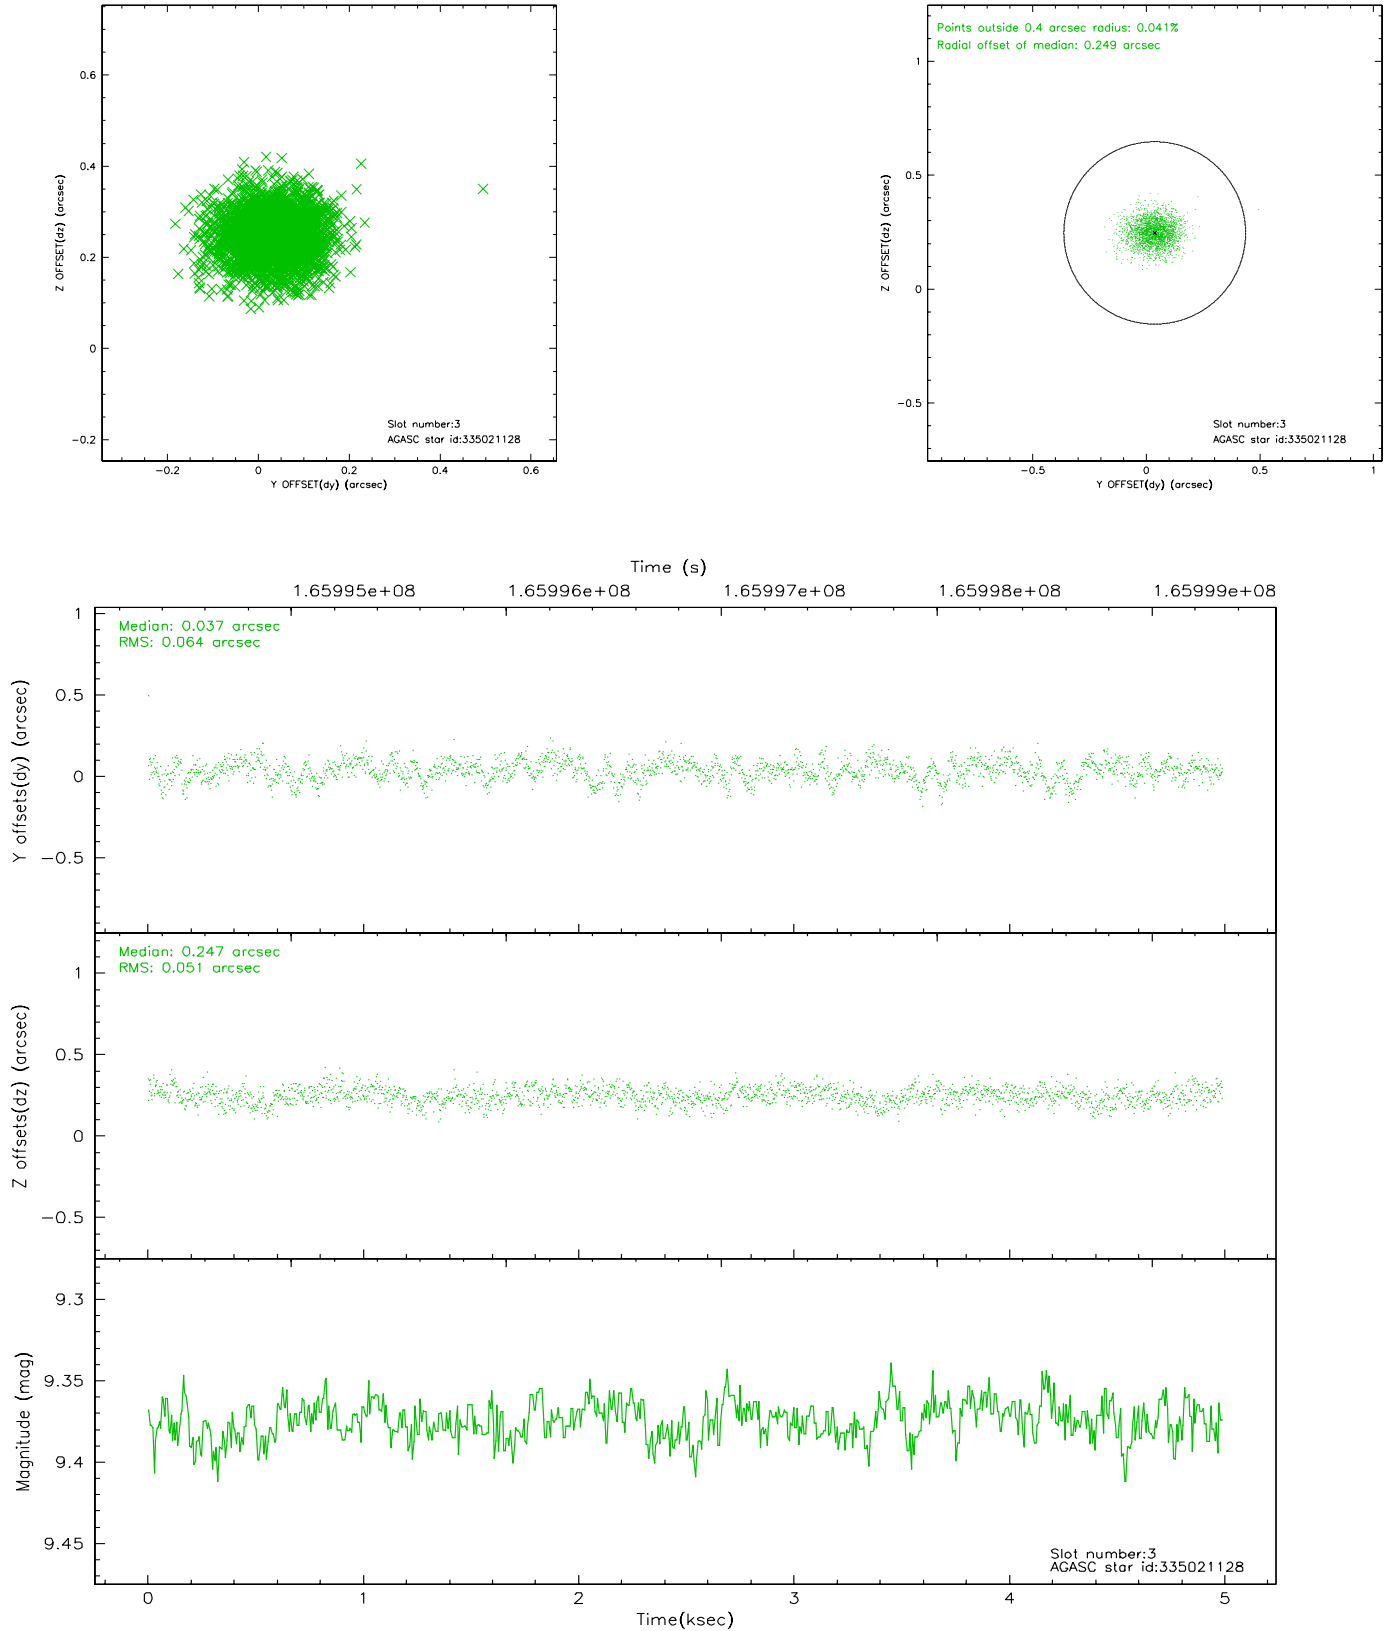 0.6
0.4
0.2
0
−0.2
Z OFFSET(dz) (arcsec)
Slot number:3
AGASC star id:335021128
−0.2 0 0.2 0.4 0.6
Y OFFSET(dy) (arcsec)
Points outside 0.4 arcsec radius: 0.041%
Radial offset of median: 0.249 arcsec
1
0.5
0
−0.5
Z OFFSET(dz) (arcsec)
Slot number:3
AGASC star id:335021128
−0.5 0 0.5 1
Y OFFSET(dy) (arcsec)
Time (s)
1.65995e+08 1.65996e+08 1.65997e+08 1.65998e+08 1.65999e+08
Median: 0.037 arcsec
RMS: 0.064 arcsec
1
0.5
0
−0.5
Y offsets(dy) (arcsec)
Median: 0.247 arcsec
RMS: 0.051 arcsec
1
0.5
0
−0.5
Z offsets(dz) (arcsec)
9.3
9.35
9.4
9.45
Magnitude (mag)
Slot number:3
AGASC star id:335021128
0 1 2 3 4 5
Time(ksec)